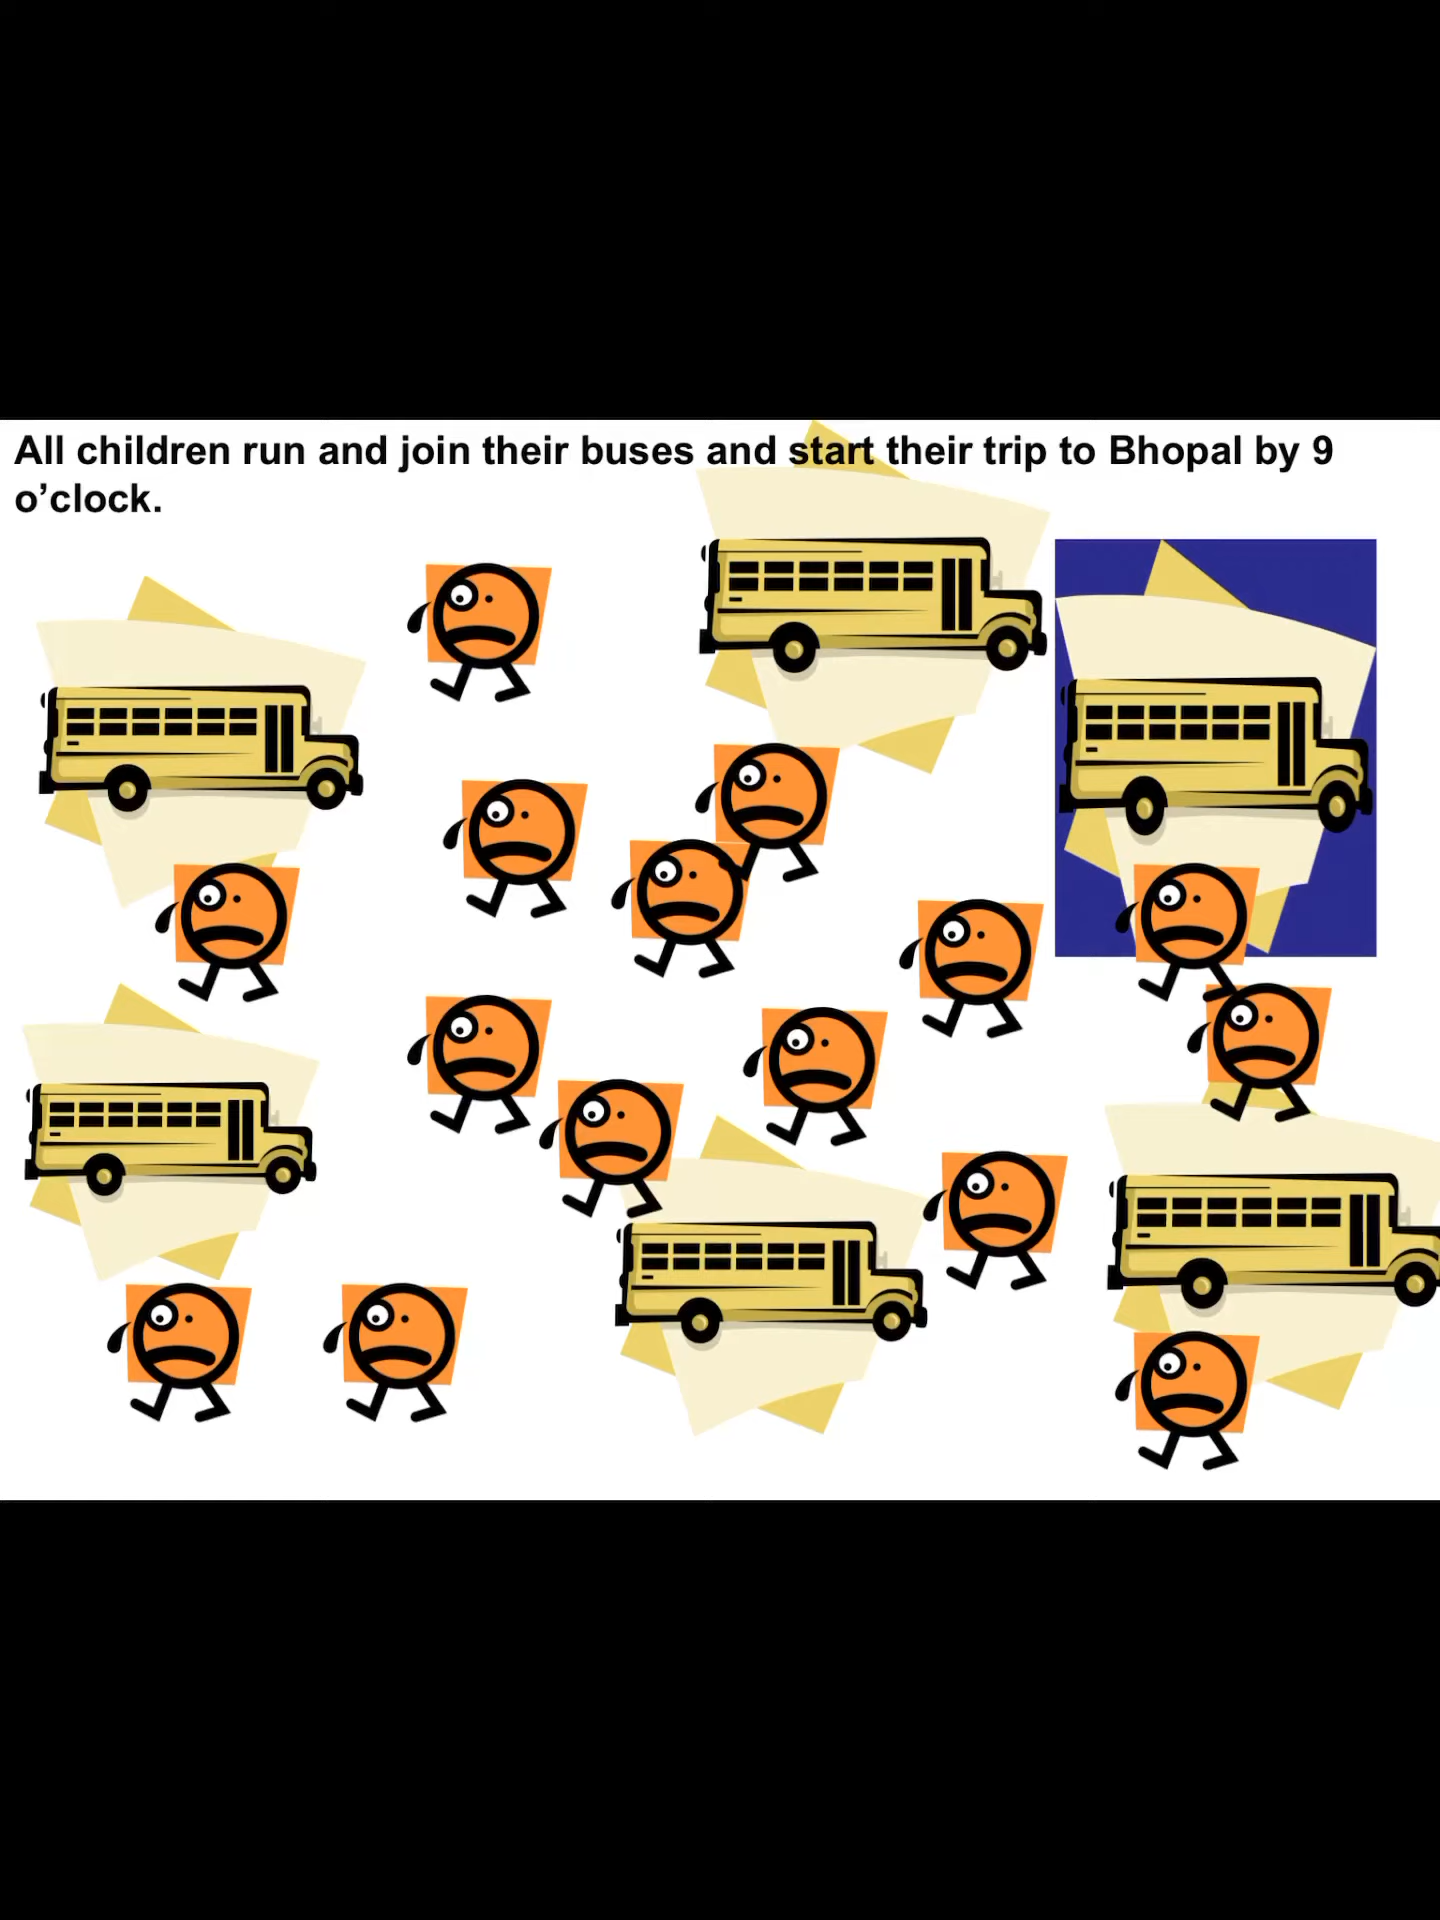 All children run and join their buses and start their trip to Bhopal by 9
o’clock.